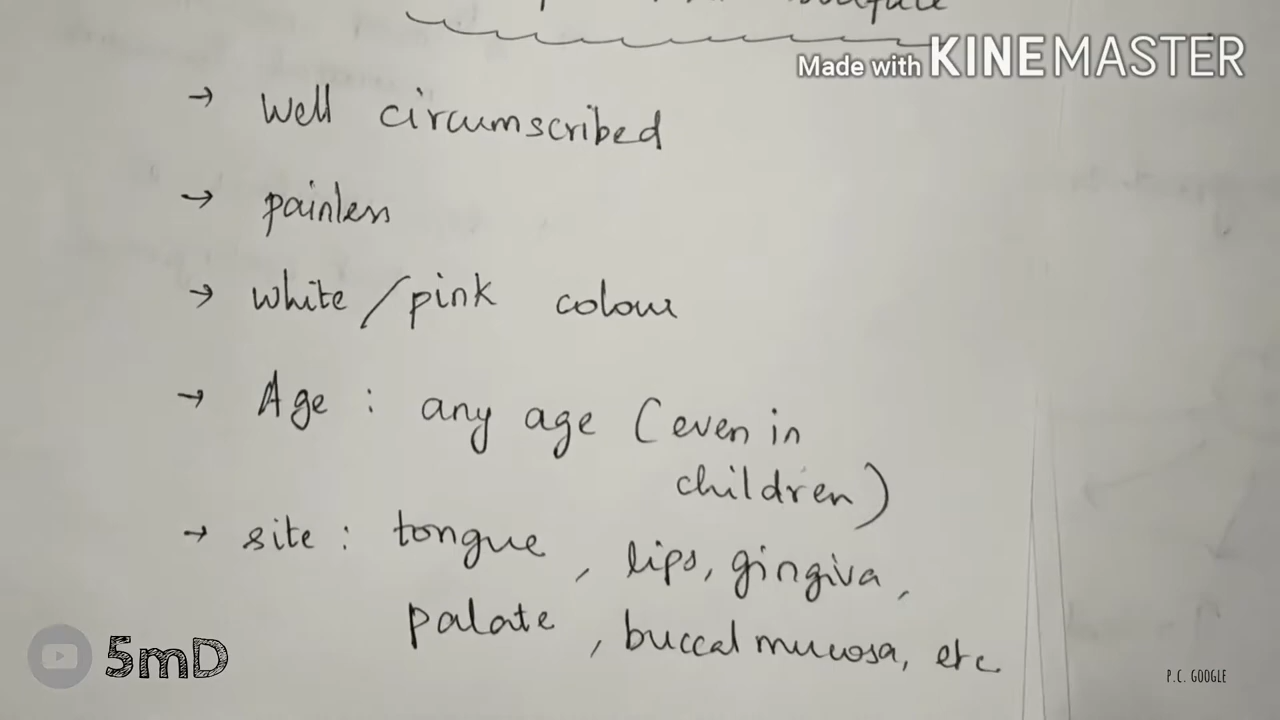 Made with KINEMASTER
→ Well circumscribed
→ painless
→ white / pink colour
→ Age : any age (even in
children)
→ site : tongue, lips, gingiva,
palate, buccal mucosa, etc
5mD
P.C. GOOGLE